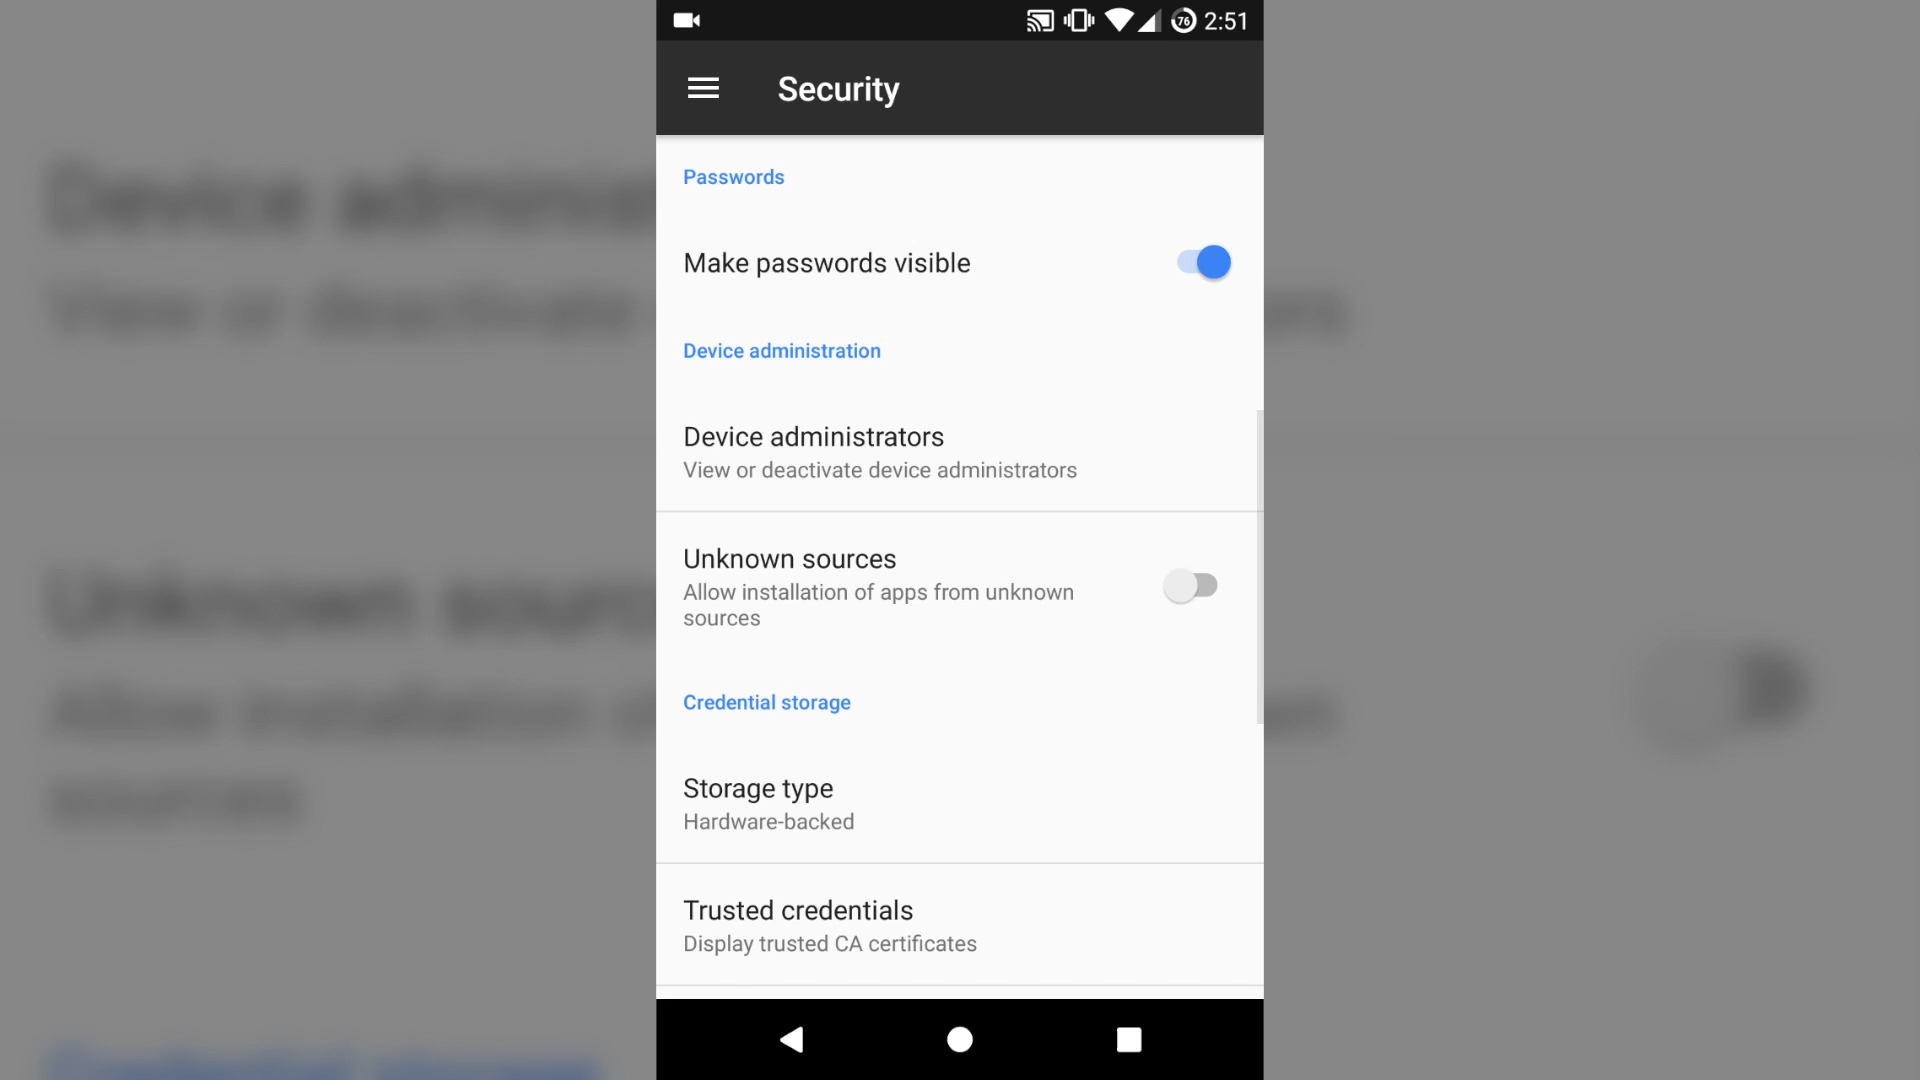 76 2:51
Security
Passwords
Make passwords visible
Device administration
Device administrators
View or deactivate device administrators
Unknown sources
Allow installation of apps from unknown
sources
Credential storage
Storage type
Hardware-backed
Trusted credentials
Display trusted CA certificates